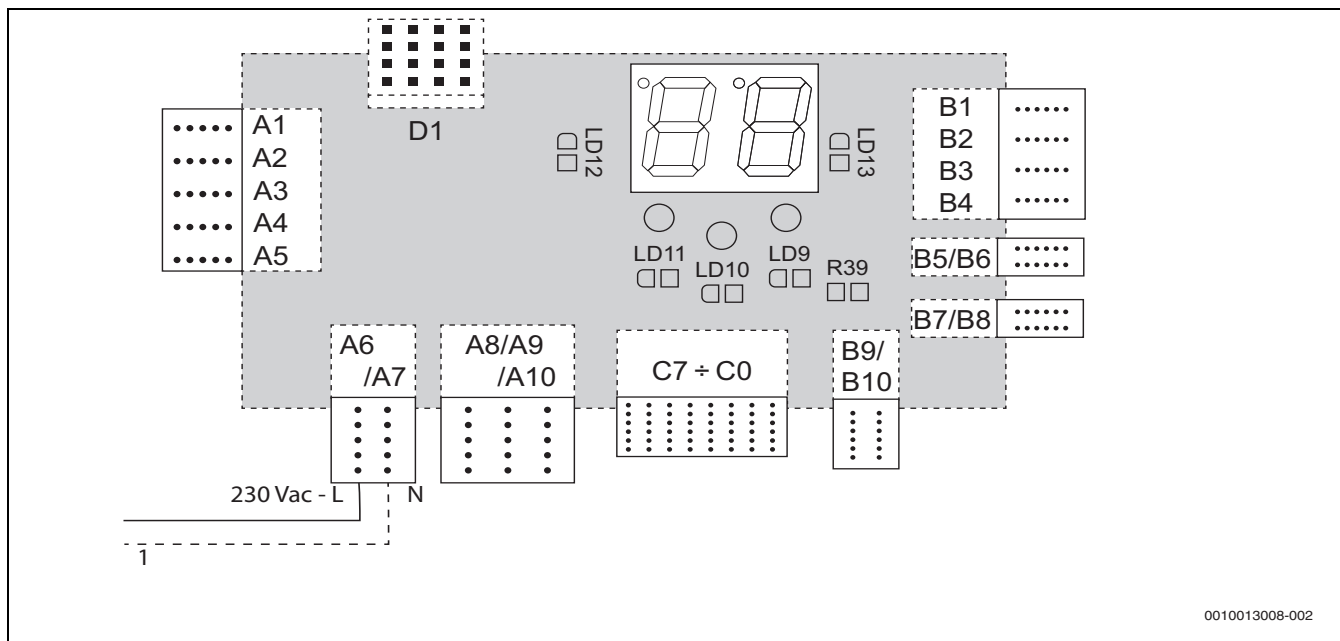 D1
A1
A2
A3
A4
A5
LD12
LD13
B1
B2
B3
B4
LD11
LD10
LD9
R39
B5/B6
B7/B8
A6
/A7
A8/A9
/A10
C7 ÷ C0
B9/
B10
230 Vac - L
N
1
0010013008-002